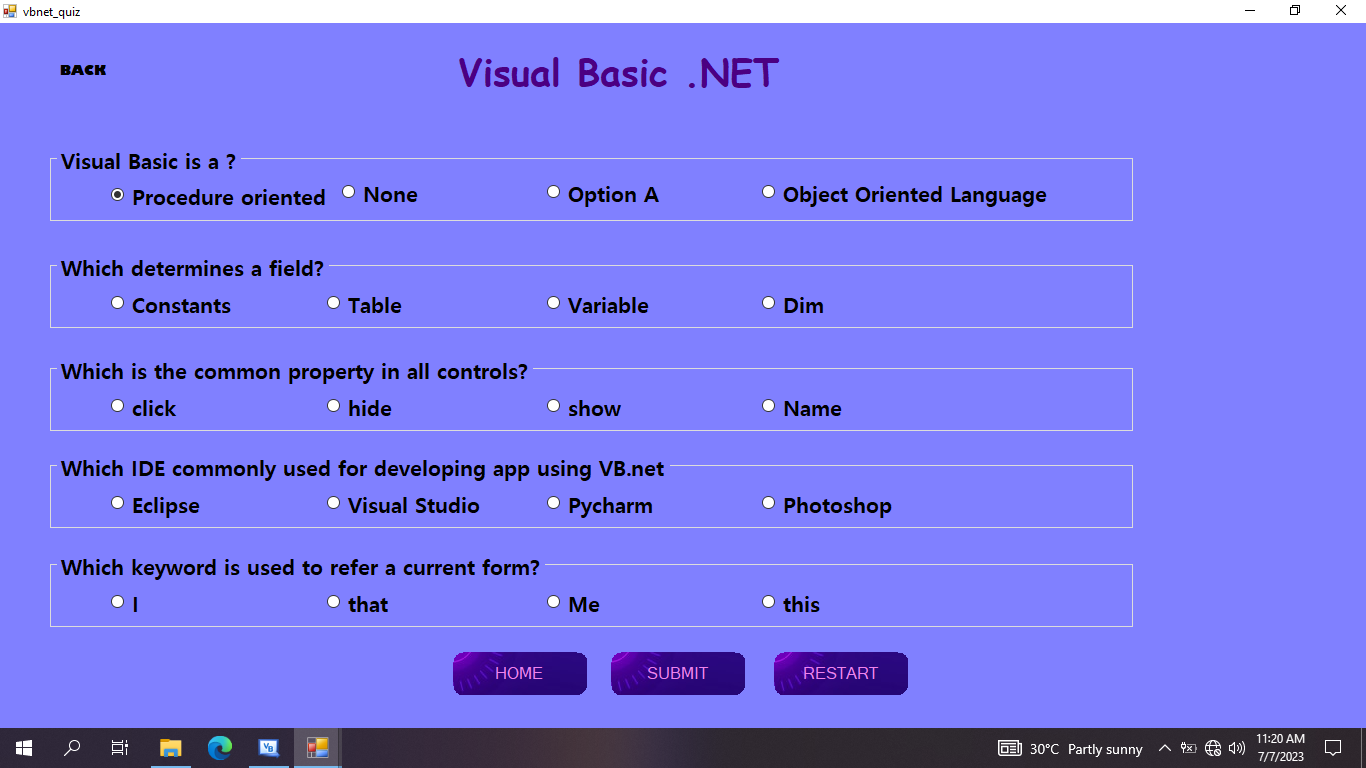 vbnet_quiz
BACK
Visual Basic .NET
Visual Basic is a ?
Procedure oriented None Option A Object Oriented Language
Which determines a field?
Constants Table Variable Dim
Which is the common property in all controls?
click hide show Name
Which IDE commonly used for developing app using VB.net
Eclipse Visual Studio Pycharm Photoshop
Which keyword is used to refer a current form?
I that Me this
HOME SUBMIT RESTART
VB
30°C Partly sunny
11:20 AM
7/7/2023